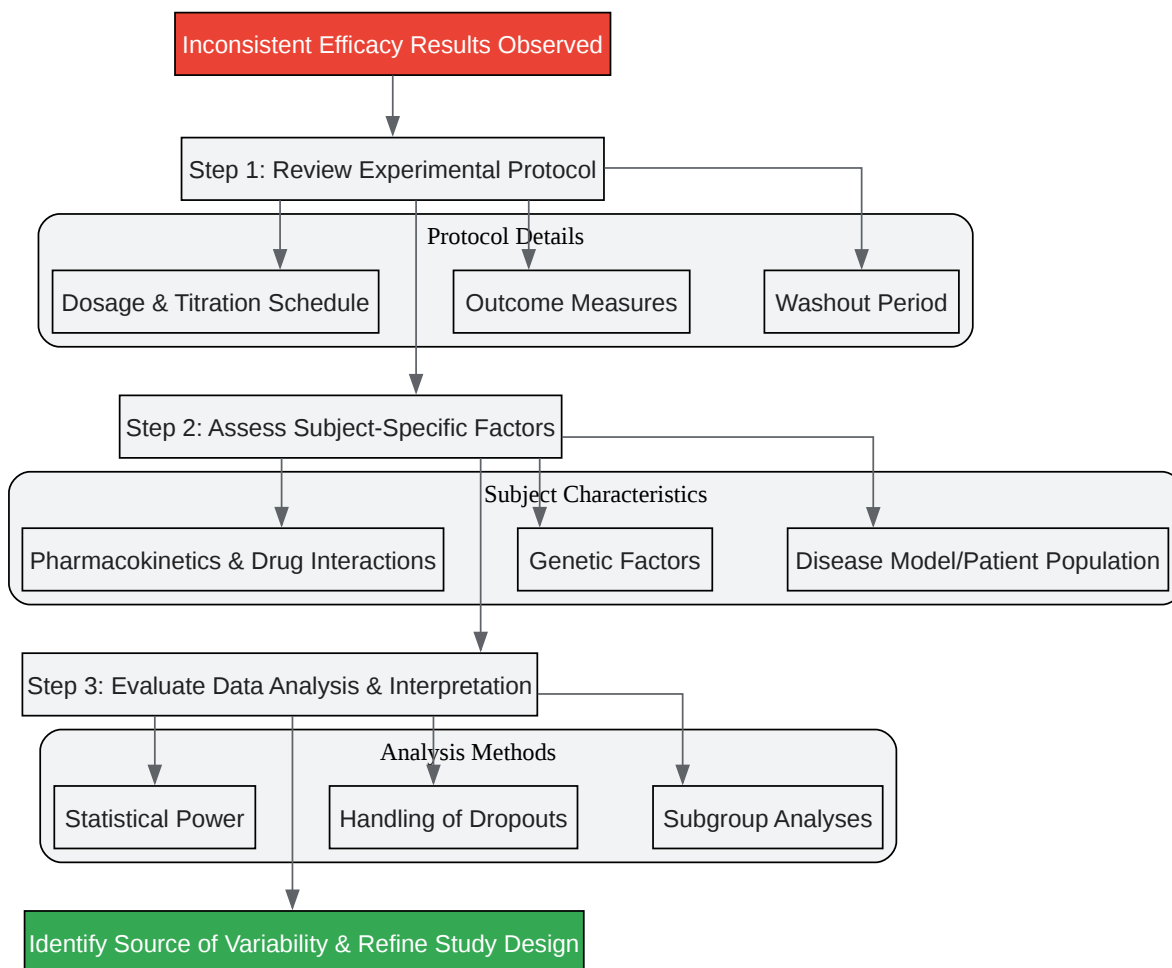 Inconsistent Efficacy Results Observed
Step 1: Review Experimental Protocol
Protocol Details
Dosage & Titration Schedule
Outcome Measures
Washout Period
Step 2: Assess Subject-Specific Factors
Subject Characteristics
Pharmacokinetics & Drug Interactions
Genetic Factors
Disease Model/Patient Population
Step 3: Evaluate Data Analysis & Interpretation
Analysis Methods
Statistical Power
Handling of Dropouts
Subgroup Analyses
Identify Source of Variability & Refine Study Design